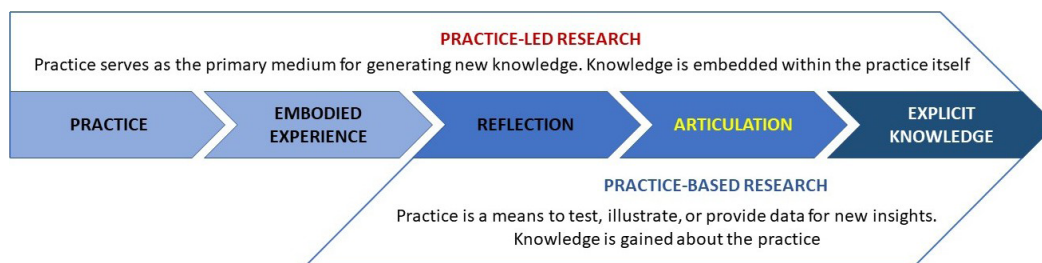 PRACTICE-LED RESEARCH
Practice serves as the primary medium for generating new knowledge. Knowledge is embedded within the practice itself
PRACTICE
EMBODIED
EXPERIENCE
REFLECTION
ARTICULATION
EXPLICIT
KNOWLEDGE
PRACTICE-BASED RESEARCH
Practice is a means to test, illustrate, or provide data for new insights.
Knowledge is gained about the practice